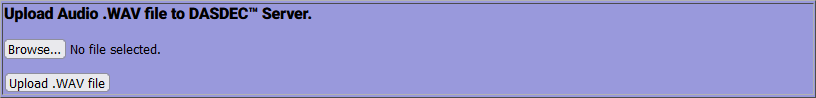 Upload Audio .WAV file to DASDEC™ Server.
Browse... No file selected.
Upload .WAV file